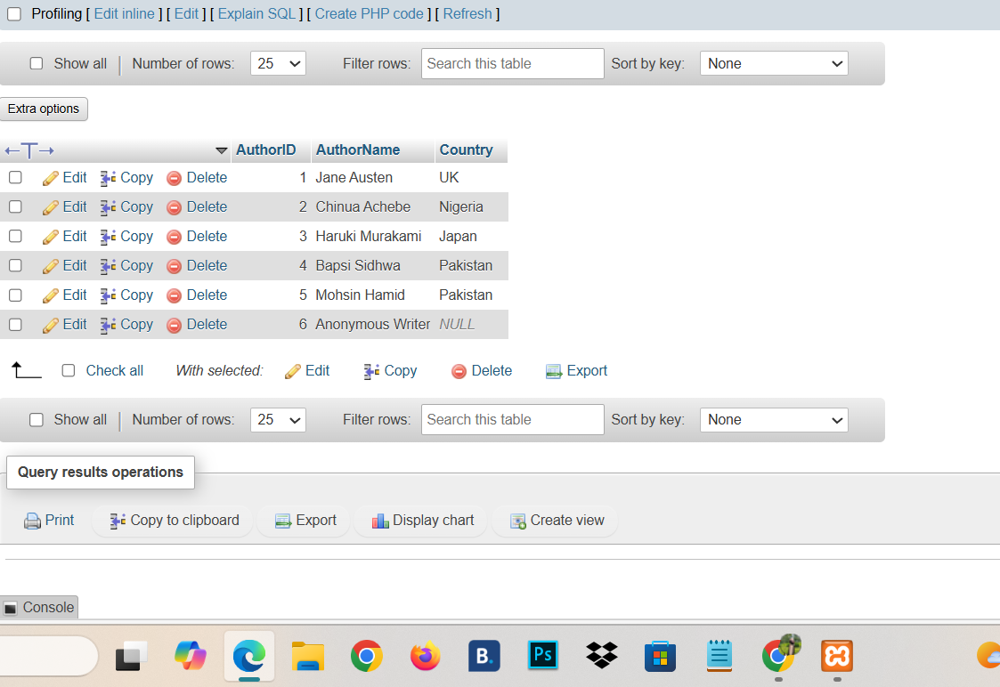 Profiling [ Edit inline ] [ Edit ] [ Explain SQL ] [ Create PHP code ] [ Refresh ]
Show all Number of rows: 25 Filter rows: Search this table Sort by key: None
Extra options
←T→ AuthorID AuthorName Country
Edit Copy Delete 1 Jane Austen UK
Edit Copy Delete 2 Chinua Achebe Nigeria
Edit Copy Delete 3 Haruki Murakami Japan
Edit Copy Delete 4 Bapsi Sidhwa Pakistan
Edit Copy Delete 5 Mohsin Hamid Pakistan
Edit Copy Delete 6 Anonymous Writer NULL
Check all With selected: Edit Copy Delete Export
Show all Number of rows: 25 Filter rows: Search this table Sort by key: None
Query results operations
Print Copy to clipboard Export Display chart Create view
Console
B. Ps